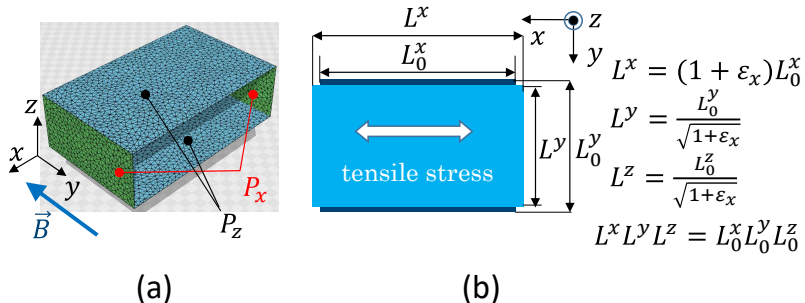 z
x
y
B⃗
P_x
P_z
(a)
L^x
L_0^x
z
x
y
tensile stress
L^y
L_0^y
L^x = (1 + ε_x)L_0^x
L^y = L_0^y / √(1+ε_x)
L^z = L_0^z / √(1+ε_x)
L^x L^y L^z = L_0^x L_0^y L_0^z
(b)